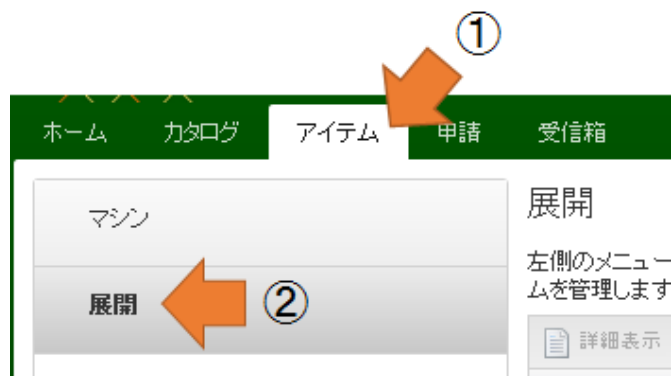 ①
ホーム カタログ アイテム 申請 受信箱
マシン
展開
②
展開
左側のメニュー
ムを管理します
詳細表示